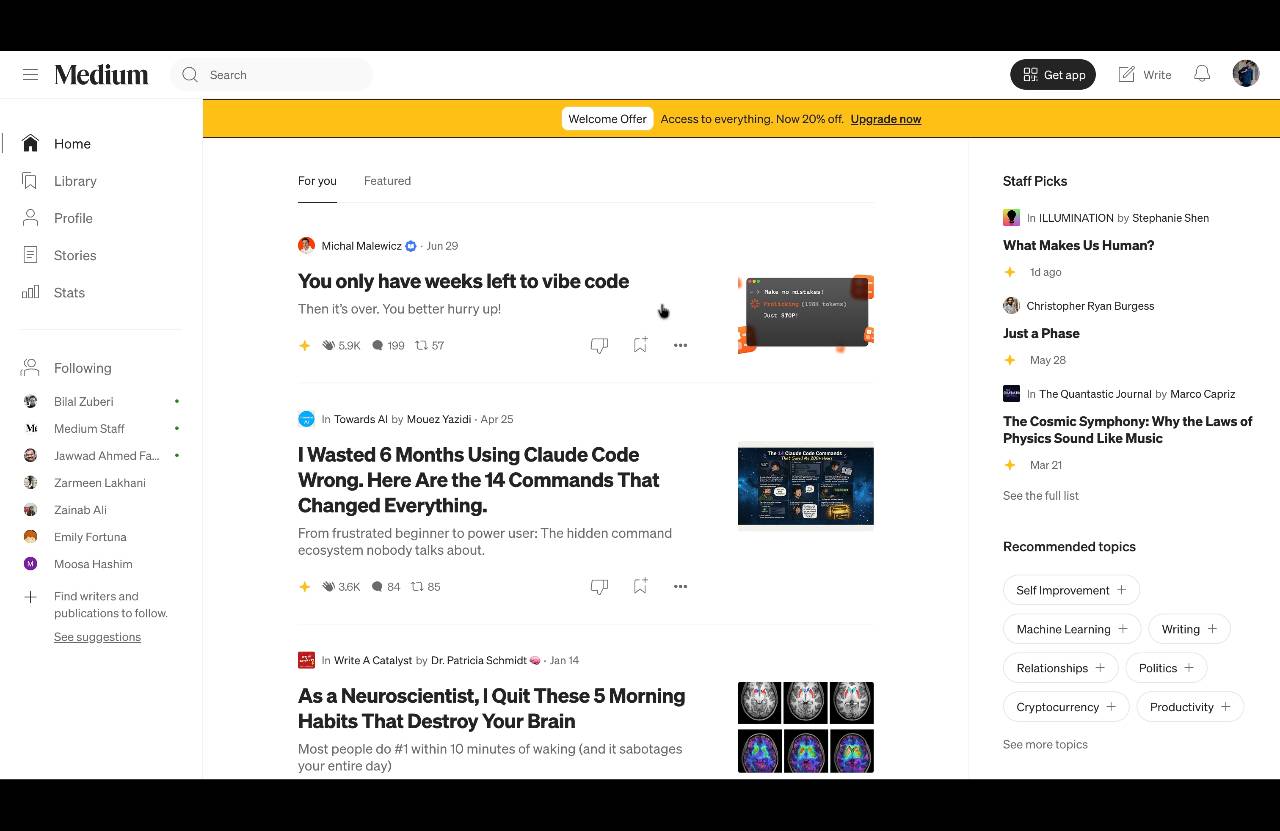 Medium
Search
Get app
Write
Home
Library
Profile
Stories
Stats
Following
Bilal Zuberi
Medium Staff
Jawwad Ahmed Fa...
Zarmeen Lakhani
Zainab Ali
Emily Fortuna
Moosa Hashim
Find writers and
publications to follow.
See suggestions
Welcome Offer Access to everything. Now 20% off. Upgrade now
For you Featured
Michal Malewicz · Jun 29
You only have weeks left to vibe code
Then it's over. You better hurry up!
5.9K 199 57
Make no mistakes!
Just STOP!
In Towards AI by Mouez Yazidi · Apr 25
I Wasted 6 Months Using Claude Code
Wrong. Here Are the 14 Commands That
Changed Everything.
From frustrated beginner to power user: The hidden command
ecosystem nobody talks about.
3.6K 84 85
The 14 Claude Code Commands
In Write A Catalyst by Dr. Patricia Schmidt 🧠 · Jan 14
As a Neuroscientist, I Quit These 5 Morning
Habits That Destroy Your Brain
Most people do #1 within 10 minutes of waking (and it sabotages
your entire day)
Staff Picks
In ILLUMINATION by Stephanie Shen
What Makes Us Human?
1d ago
Christopher Ryan Burgess
Just a Phase
May 28
In The Quantastic Journal by Marco Capriz
The Cosmic Symphony: Why the Laws of
Physics Sound Like Music
Mar 21
See the full list
Recommended topics
Self Improvement
Machine Learning Writing
Relationships Politics
Cryptocurrency Productivity
See more topics